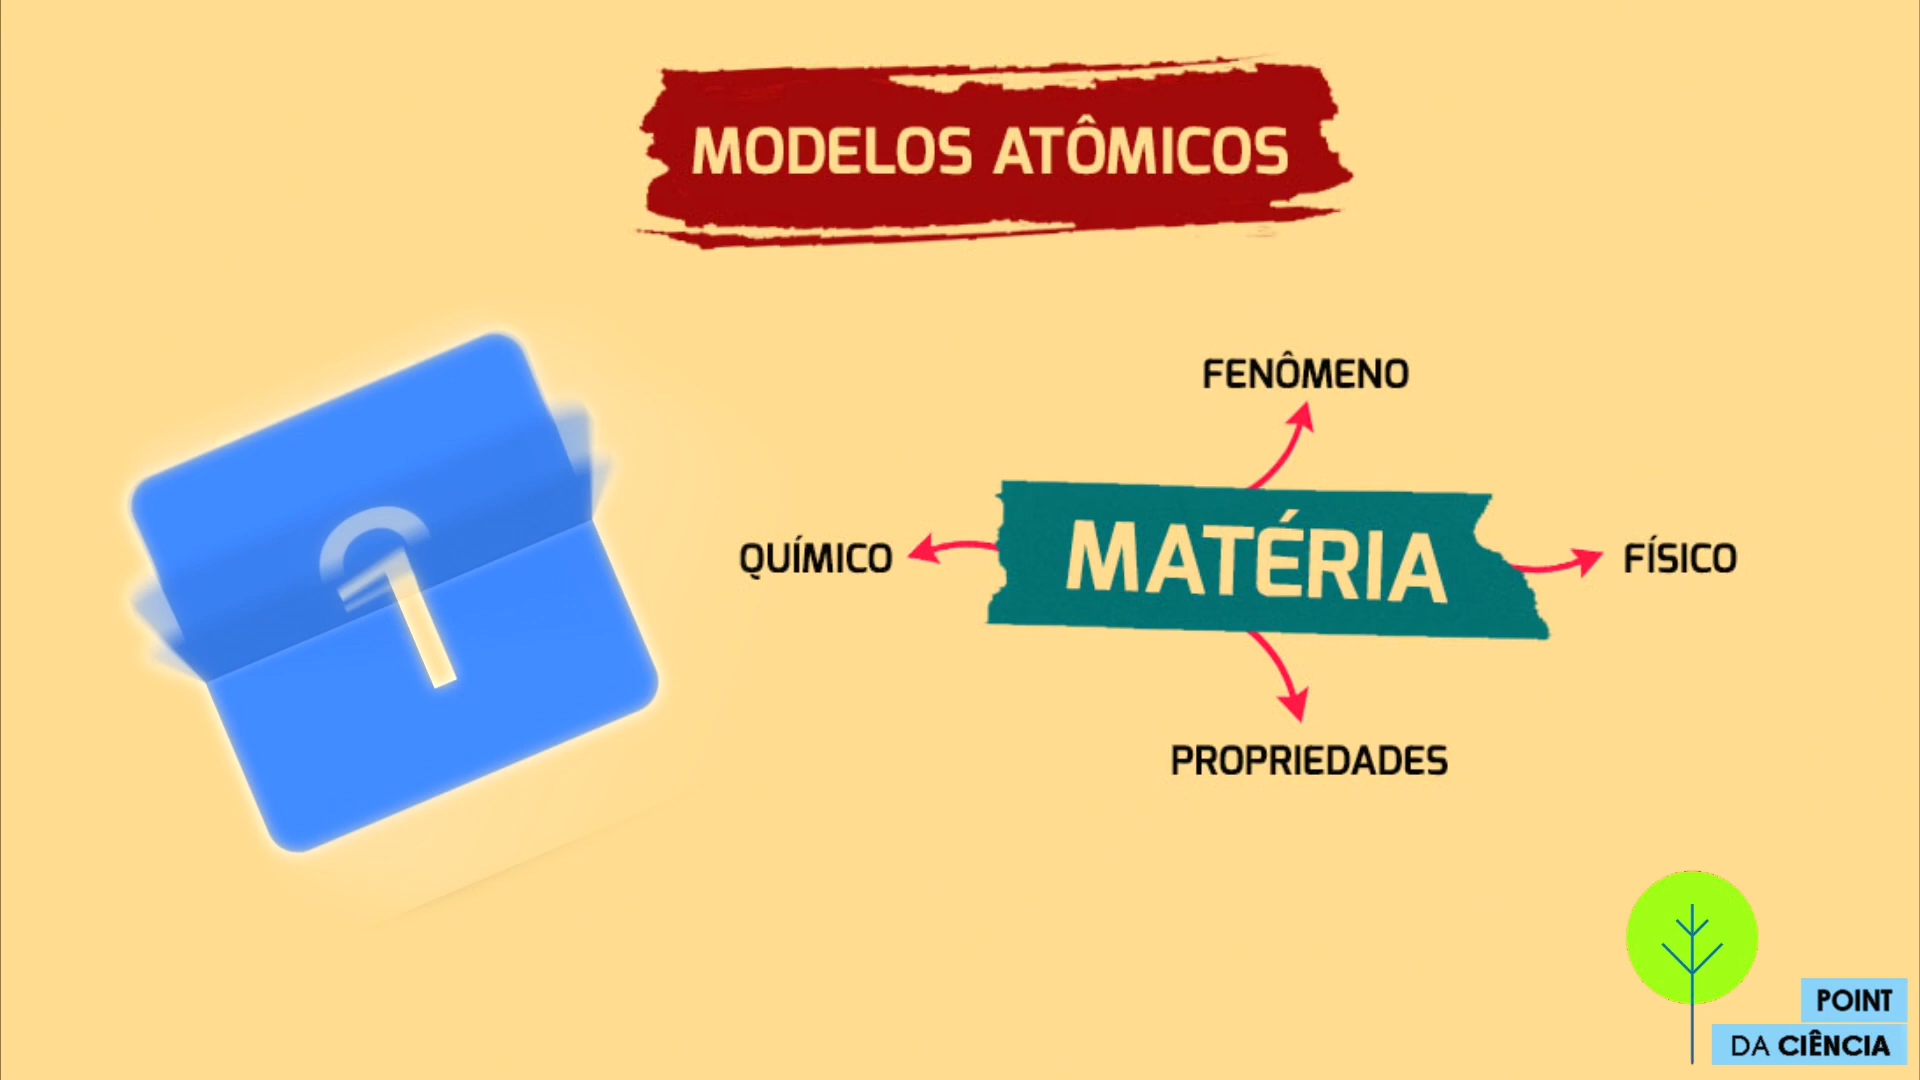 MODELOS ATÔMICOS
FENÔMENO
QUÍMICO
MATÉRIA
FÍSICO
PROPRIEDADES
POINT
DA CIÊNCIA